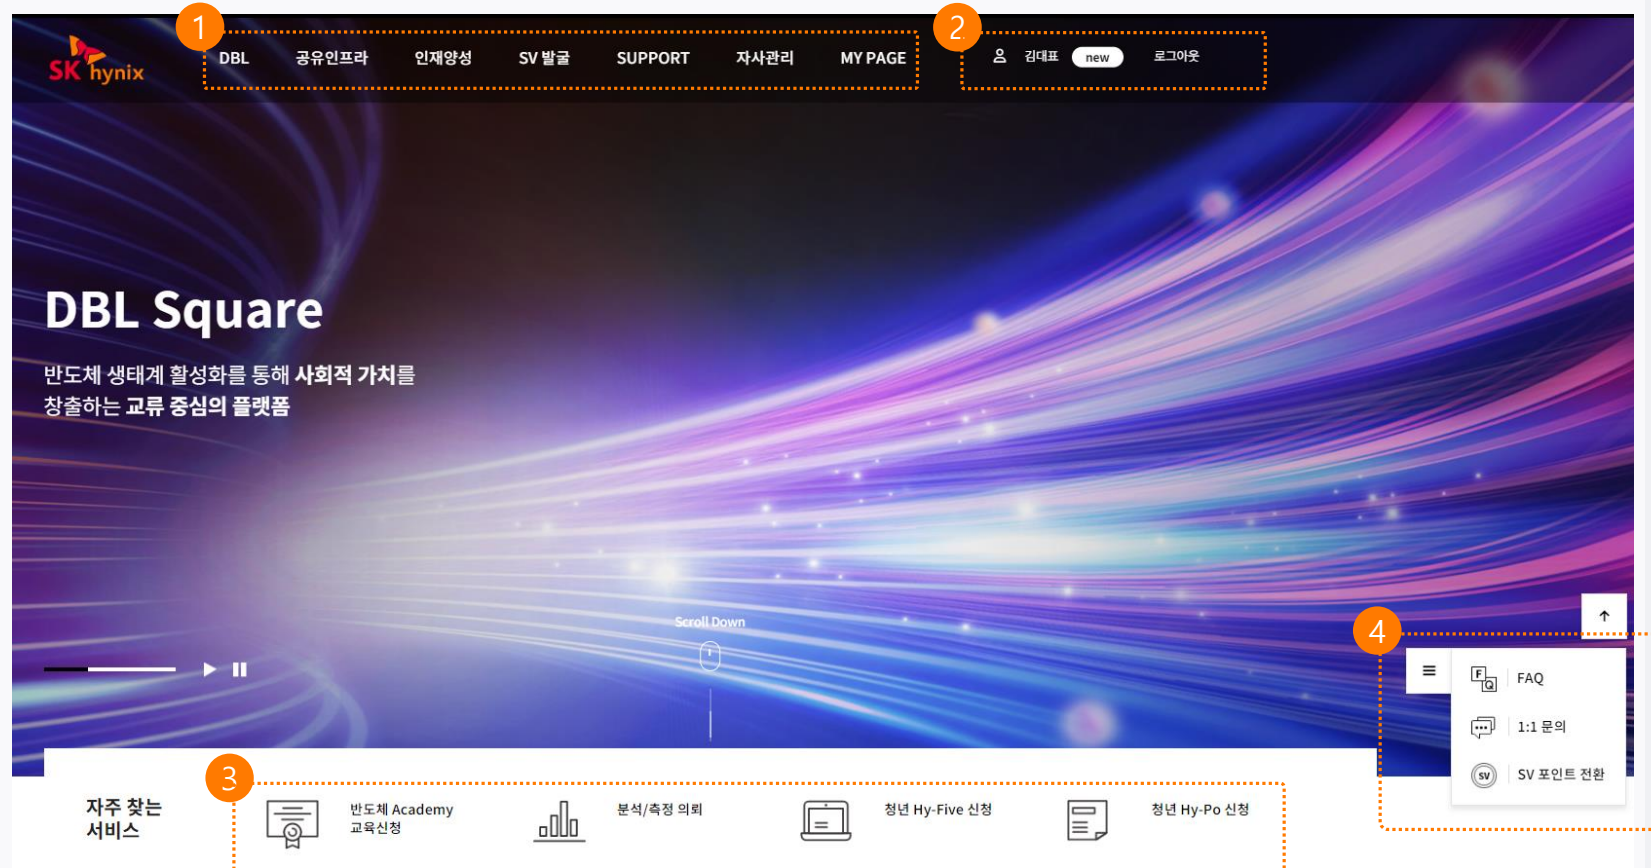 1
2
SK hynix
DBL 공유인프라 인재양성 SV 발굴 SUPPORT 자사관리 MY PAGE 김대표 new 로그아웃
DBL Square
반도체 생태계 활성화를 통해 사회적 가치를
창출하는 교류 중심의 플랫폼
Scroll Down
4
FQ FAQ
1:1 문의
SV SV 포인트 전환
3
자주 찾는
서비스
반도체 Academy
교육신청
분석/측정 의뢰
청년 Hy-Five 신청
청년 Hy-Po 신청